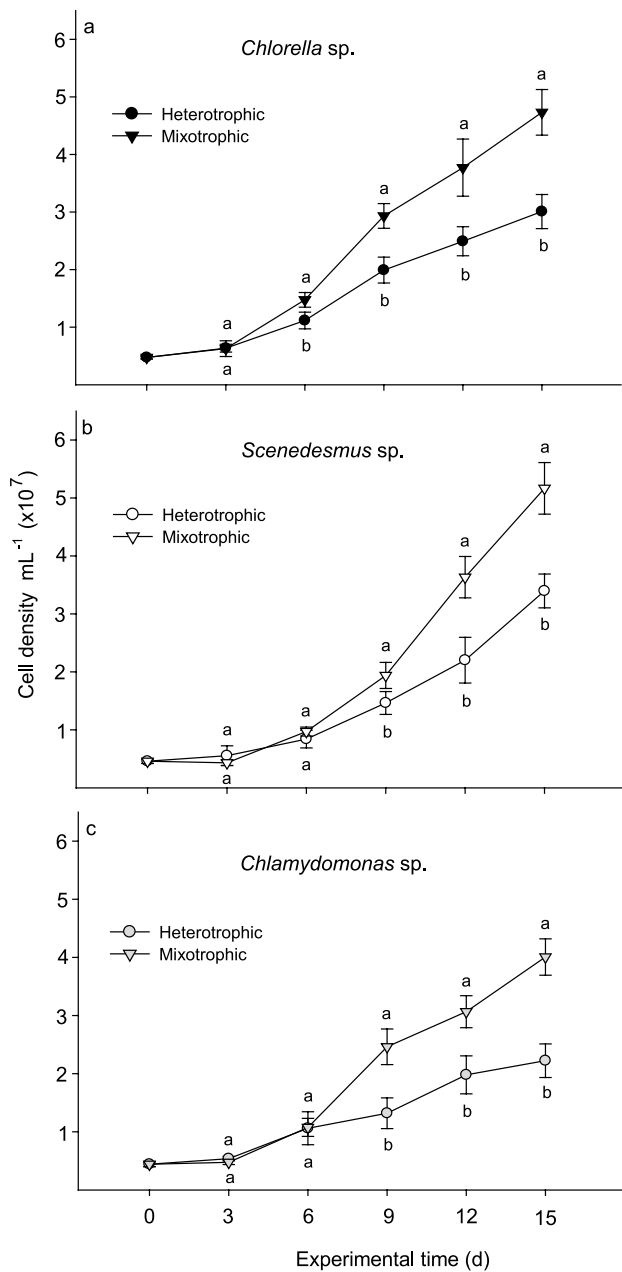 a
Chlorella sp.
Heterotrophic
Mixotrophic
6
5
4
3
2
1
a
a
a
a
a
a
b
b
b
b
b
Scenedesmus sp.
Heterotrophic
Mixotrophic
6
5
4
3
2
1
a
a
a
a
a
a
a
b
b
b
Cell density mL⁻¹ (x10⁷)
c
Chlamydomonas sp.
Heterotrophic
Mixotrophic
6
5
4
3
2
1
a
a
a
a
a
a
a
b
b
b
0 3 6 9 12 15
Experimental time (d)